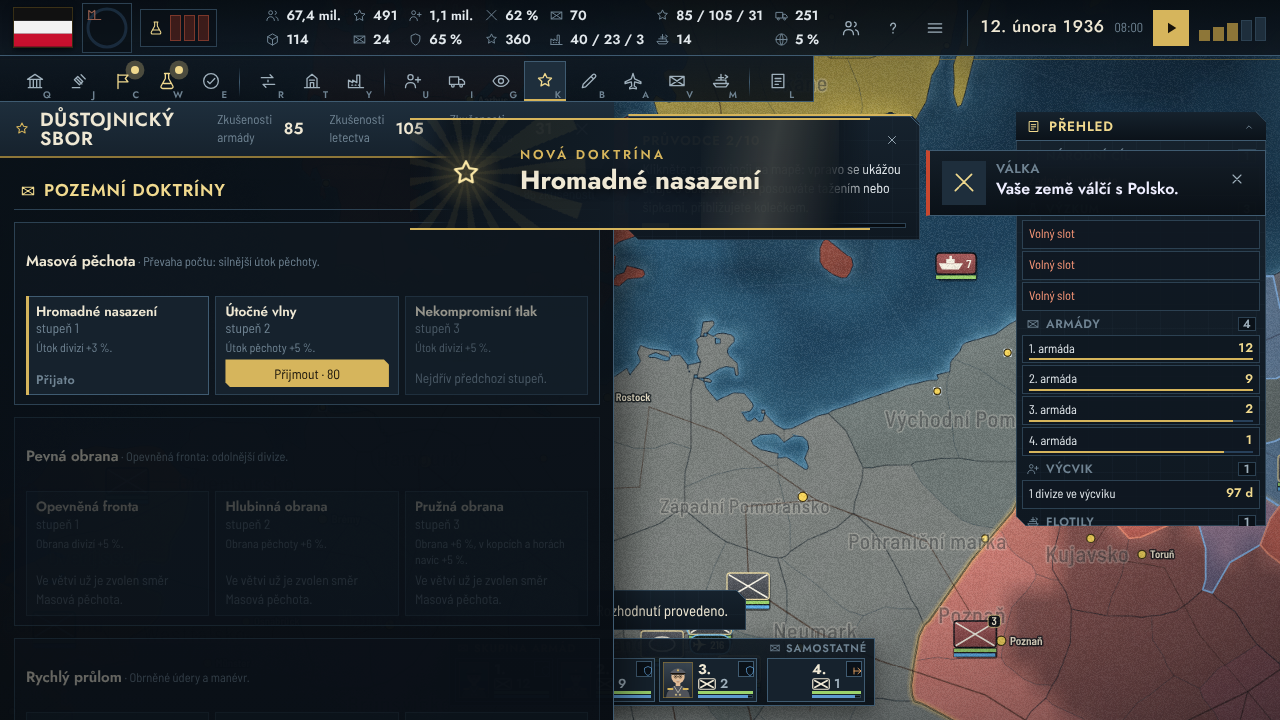 67,4 mil. 491 1,1 mil. 62 % 70 85 / 105 / 31 251
114 24 65 % 360 40 / 23 / 3 14 5 %
? 12. února 1936 08:00
Q J C W E R T Y U I G K B A V M L
DŮSTOJNICKÝ SBOR
Zkušenosti armády 85
Zkušenosti letectva 105
31
NOVÁ DOKTRÍNA
Hromadné nasazení
PŘEHLED
VÁLKA
Vaše země válčí s Polskem.
Volný slot
Volný slot
Volný slot
ARMÁDY 4
1. armáda 12
2. armáda 9
3. armáda 2
4. armáda 1
VÝCVIK 1
1 divize ve výcviku 97 d
FLOTILY 1
POZEMNÍ DOKTRÍNY
Masová pěchota · Převaha počtu: silnější útok pěchoty.
Hromadné nasazení
stupeň 1
Útok divizí +3 %.
Přijato
Útočné vlny
stupeň 2
Útok pěchoty +5 %.
Přijmout · 80
Nekompromisní tlak
stupeň 3
Útok divizí +5 %.
Nejdřív předchozí stupeň.
Pevná obrana · Opevněná fronta: odolnější divize.
Opevněná fronta
stupeň 1
Obrana divizí +5 %.
Ve větvi už je zvolen směr
Masová pěchota.
Hlubinná obrana
stupeň 2
Obrana pěchoty +6 %.
Ve větvi už je zvolen směr
Masová pěchota.
Pružná obrana
stupeň 3
Obrana +6 %, v kopcích a horách
navíc +5 %.
Ve větvi už je zvolen směr
Masová pěchota.
Rychlý průlom · Obrněné údery a manévr.
7
Rostock
Východní Pom
Západní Pomořansko
Pohraniční marka
Kujavsko
Toruň
Poznaň
3
Poznaň
Neumark
zhodnutí provedeno.
SAMOSTATNÉ
9
3.
2
4.
1